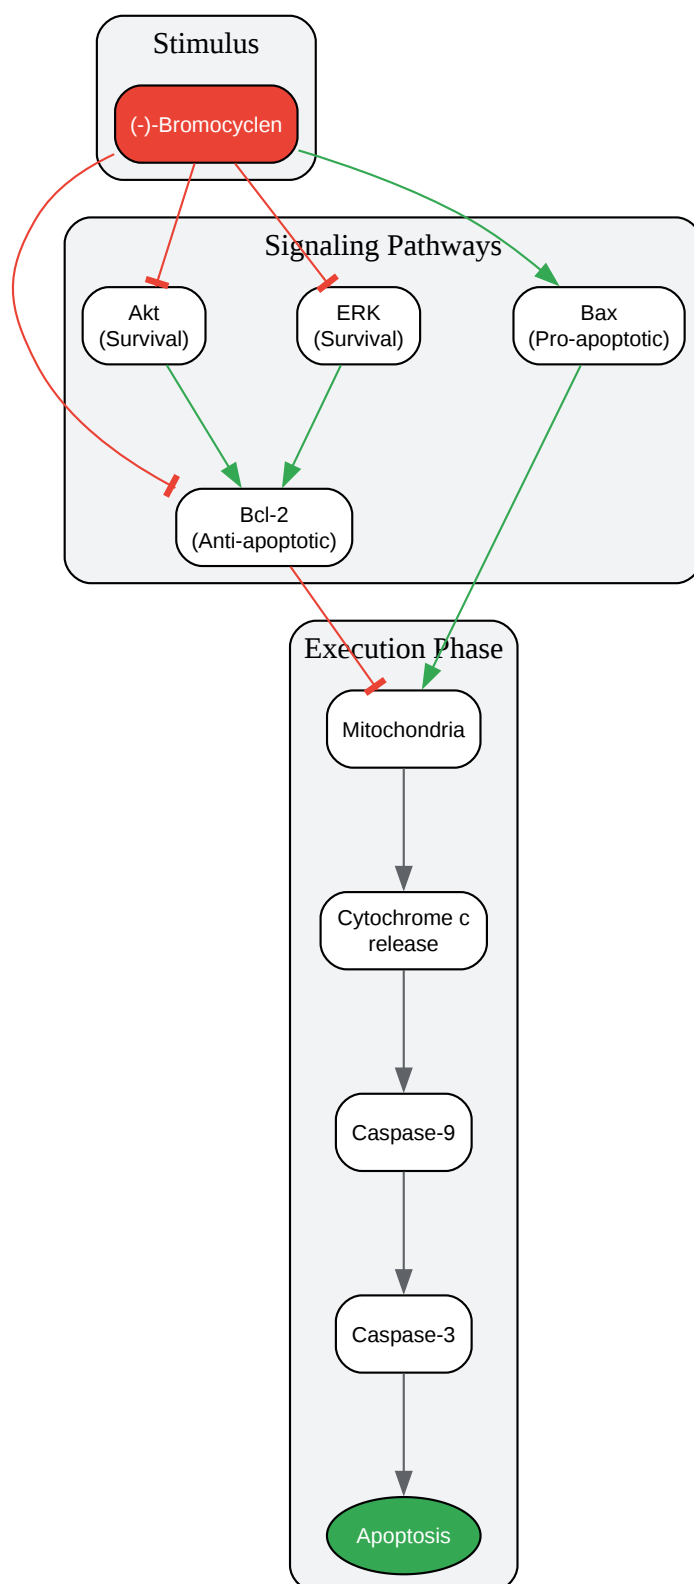 Stimulus
(-)-Bromocyclen
Signaling Pathways
Akt
(Survival)
ERK
(Survival)
Bax
(Pro-apoptotic)
Bcl-2
(Anti-apoptotic)
Execution Phase
Mitochondria
Cytochrome c
release
Caspase-9
Caspase-3
Apoptosis